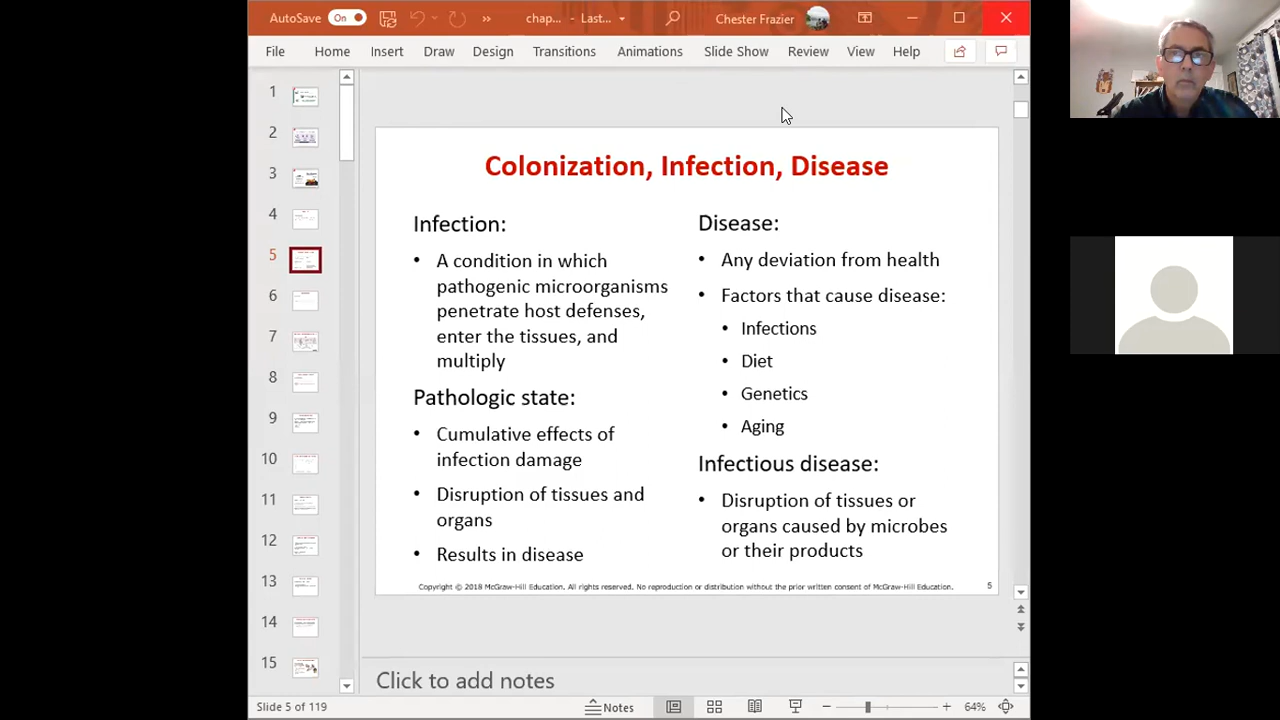 AutoSave On chap... - Last... Chester Frazier
File Home Insert Draw Design Transitions Animations Slide Show Review View Help
1
2
3
4
5
6
7
8
9
10
11
12
13
14
15
Colonization, Infection, Disease
Infection:
• A condition in which
pathogenic microorganisms
penetrate host defenses,
enter the tissues, and
multiply
Pathologic state:
• Cumulative effects of
infection damage
• Disruption of tissues and
organs
• Results in disease
Disease:
• Any deviation from health
• Factors that cause disease:
• Infections
• Diet
• Genetics
• Aging
Infectious disease:
• Disruption of tissues or
organs caused by microbes
or their products
Copyright © 2018 McGraw-Hill Education. All rights reserved. No reproduction or distribution without the prior written consent of McGraw-Hill Education. 5
Click to add notes
Slide 5 of 119 Notes 64%